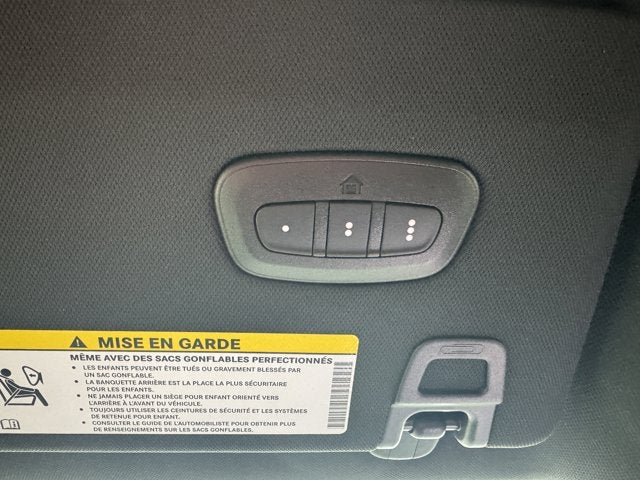 MISE EN GARDE
MÊME AVEC DES SACS GONFLABLES PERFECTIONNÉS
• LES ENFANTS PEUVENT ÊTRE TUÉS OU GRAVEMENT BLESSÉS PAR
UN SAC GONFLABLE.
• LA BANQUETTE ARRIÈRE EST LA PLACE LA PLUS SÉCURITAIRE
POUR LES ENFANTS.
• NE JAMAIS PLACER UN SIÈGE POUR ENFANT ORIENTÉ VERS
L'ARRIÈRE À L'AVANT DU VÉHICULE.
• TOUJOURS UTILISER LES CEINTURES DE SÉCURITÉ ET LES SYSTÈMES
DE RETENUE POUR ENFANT.
• CONSULTER LE GUIDE DE L'AUTOMOBILISTE POUR OBTENIR PLUS
DE RENSEIGNEMENTS SUR LES SACS GONFLABLES.